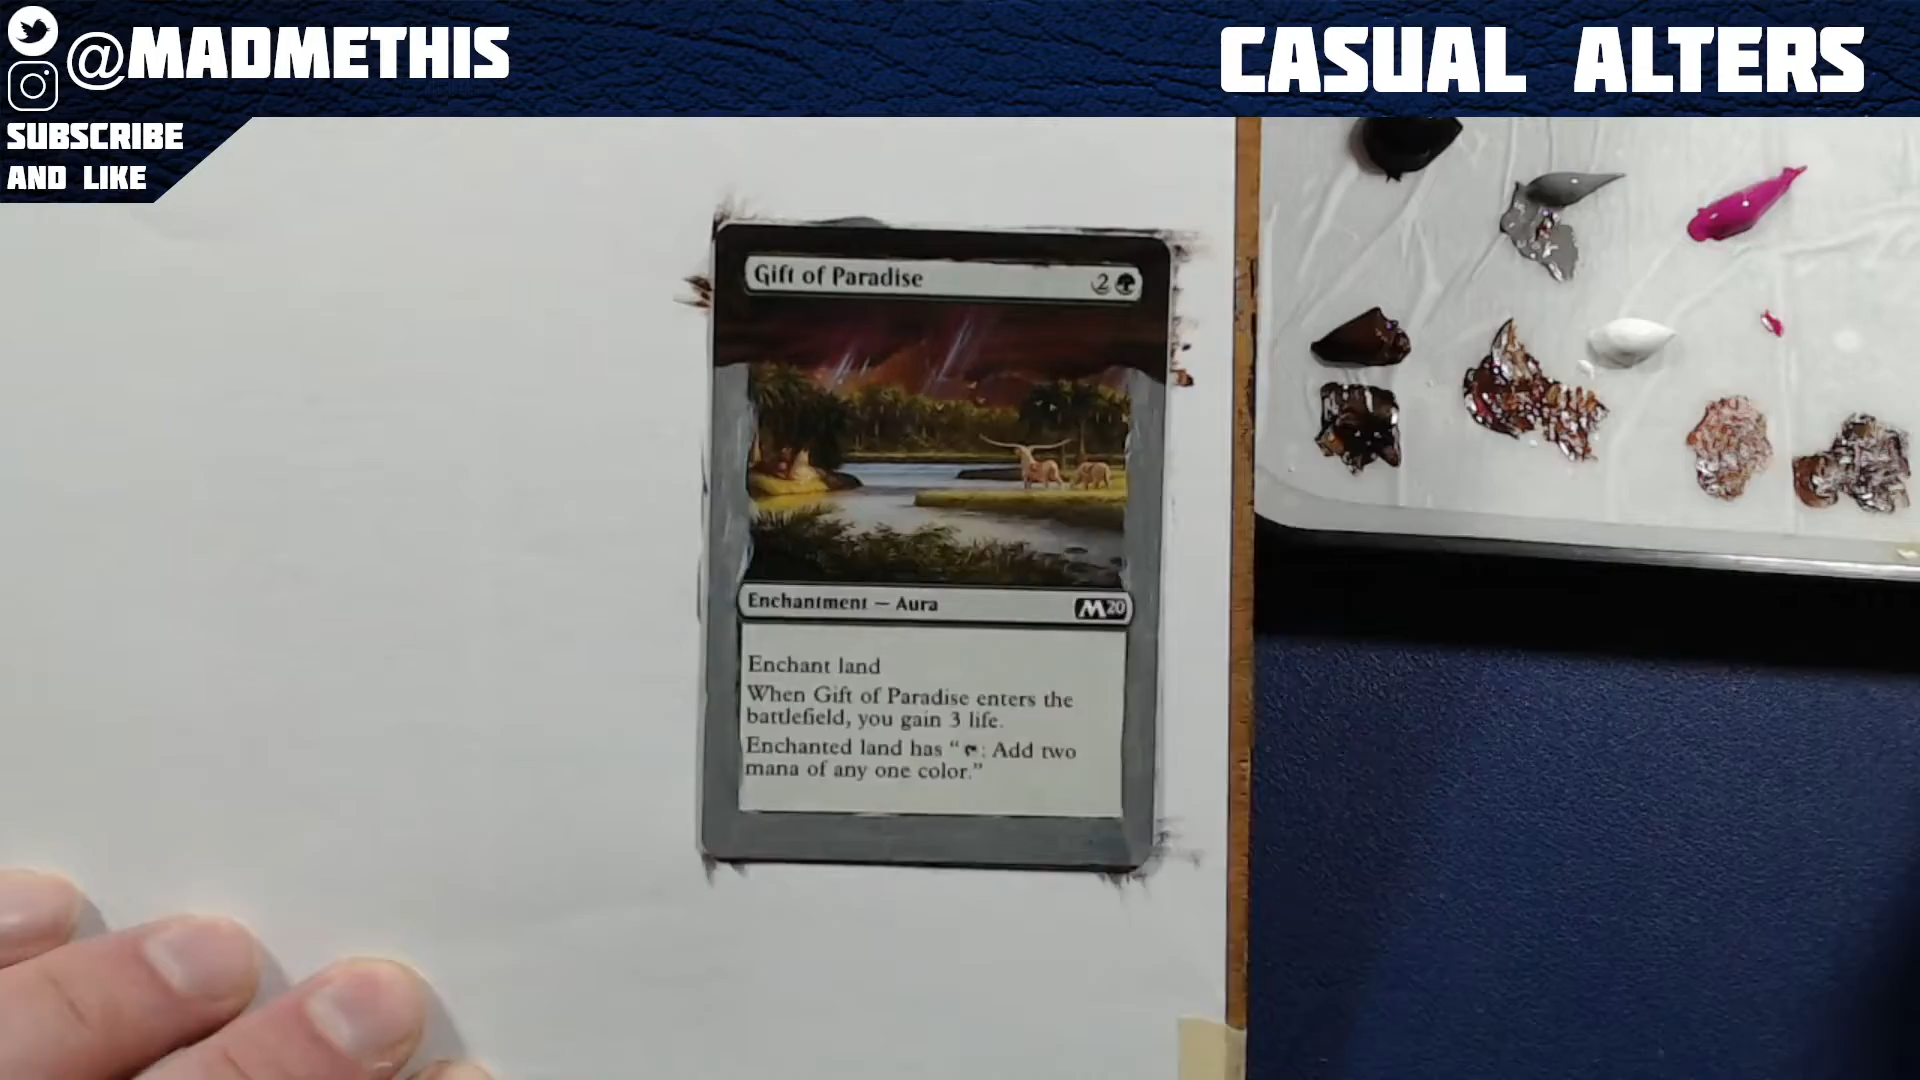 @MADMETHIS
CASUAL ALTERS
SUBSCRIBE
AND LIKE
Gift of Paradise 2
Enchantment — Aura M20
Enchant land
When Gift of Paradise enters the
battlefield, you gain 3 life.
Enchanted land has “: Add two
mana of any one color.”